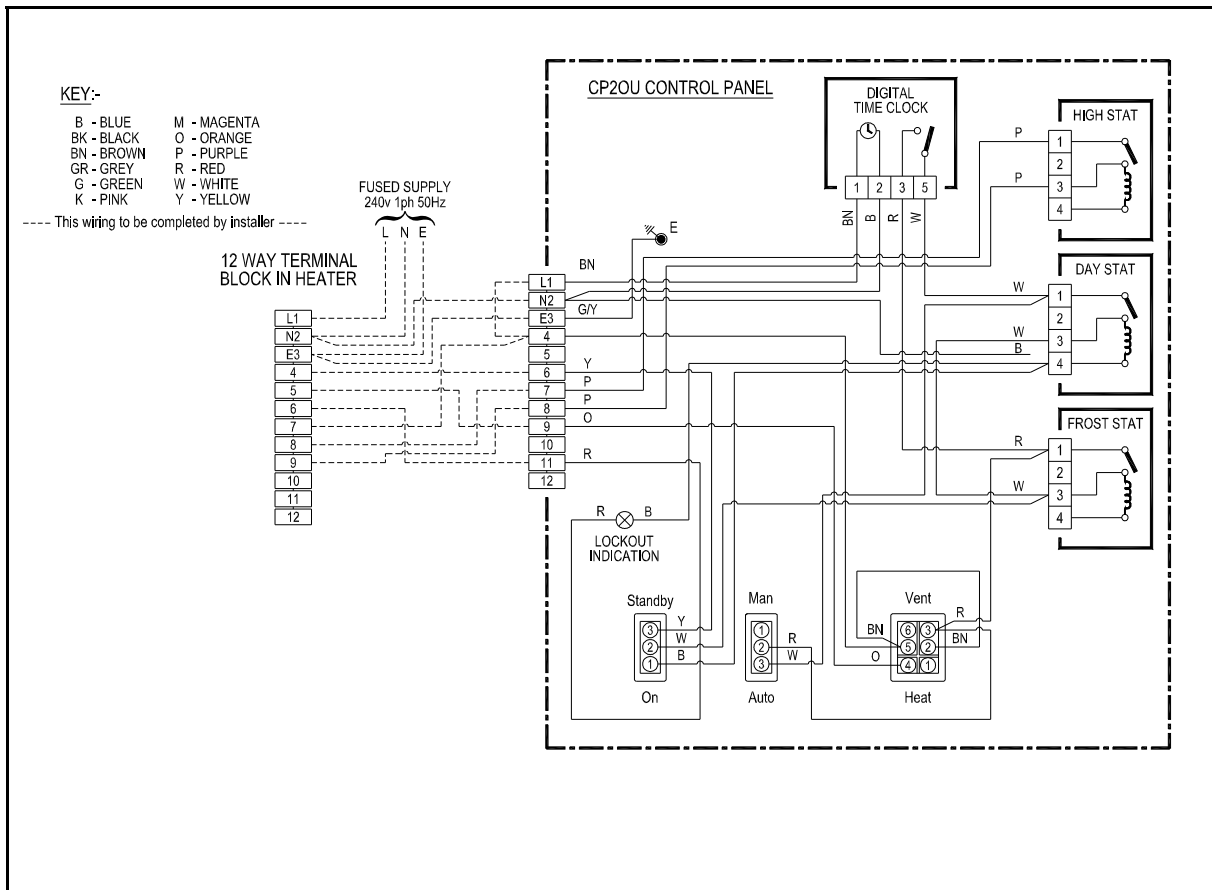 KEY:-
B - BLUE M - MAGENTA
BK - BLACK O - ORANGE
BN - BROWN P - PURPLE
GR - GREY R - RED
G - GREEN W - WHITE
K - PINK Y - YELLOW
---- This wiring to be completed by installer ----
FUSED SUPPLY
240v 1ph 50Hz
L N E
12 WAY TERMINAL
BLOCK IN HEATER
L1
N2
E3
4
5
6
7
8
9
10
11
12
CP2OU CONTROL PANEL
DIGITAL
TIME CLOCK
1 2 3 5
BN B R W
E
BN
G/Y
L1
N2
E3
4
5
6
7
8
9
10
11
12
Y
P
P
O
R
HIGH STAT
P
P
1
2
3
4
DAY STAT
W
W
B
1
2
3
4
FROST STAT
R
W
1
2
3
4
R B
LOCKOUT
INDICATION
Standby
3 Y
2 W
1 B
On
Man
1
2 R
3 W
Auto
Vent
R
BN 6 3
5 2 BN
O 4 1
Heat